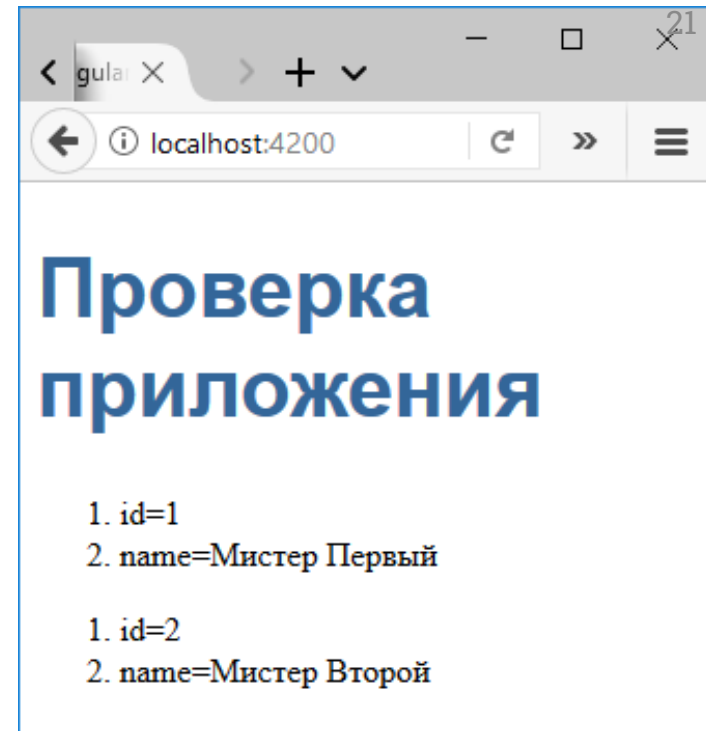 21
gular
localhost:4200
Проверка
приложения
1. id=1
2. name=Мистер Первый
1. id=2
2. name=Мистер Второй